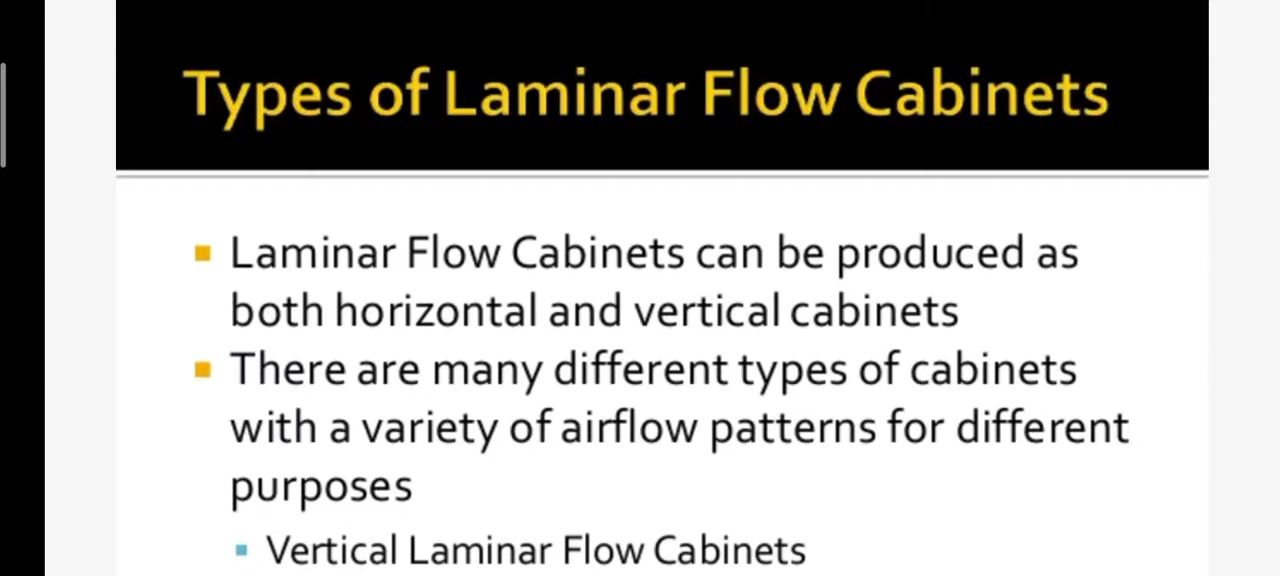 Types of Laminar Flow Cabinets
Laminar Flow Cabinets can be produced as
both horizontal and vertical cabinets
There are many different types of cabinets
with a variety of airflow patterns for different
purposes
Vertical Laminar Flow Cabinets